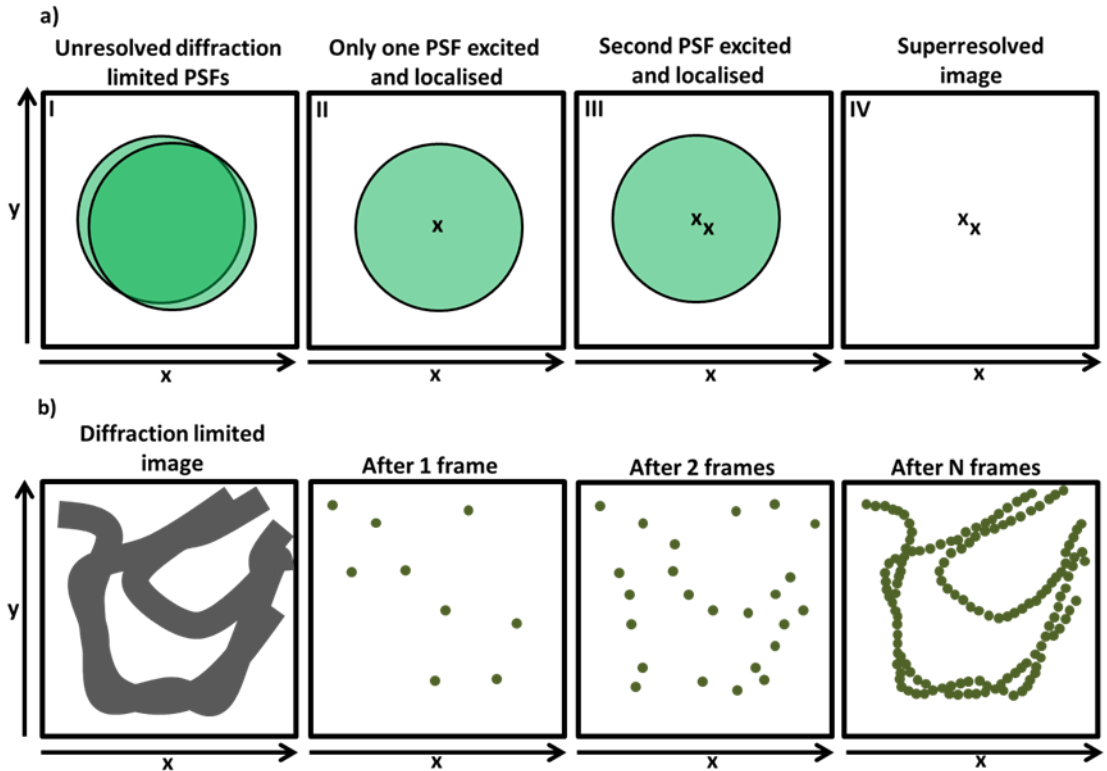 a)
Unresolved diffraction
limited PSFs
Only one PSF excited
and localised
Second PSF excited
and localised
Superresolved
image
I
II
III
IV
y
x
x
x
x
x
x
x
x
x
b)
Diffraction limited
image
After 1 frame
After 2 frames
After N frames
y
x
x
x
x